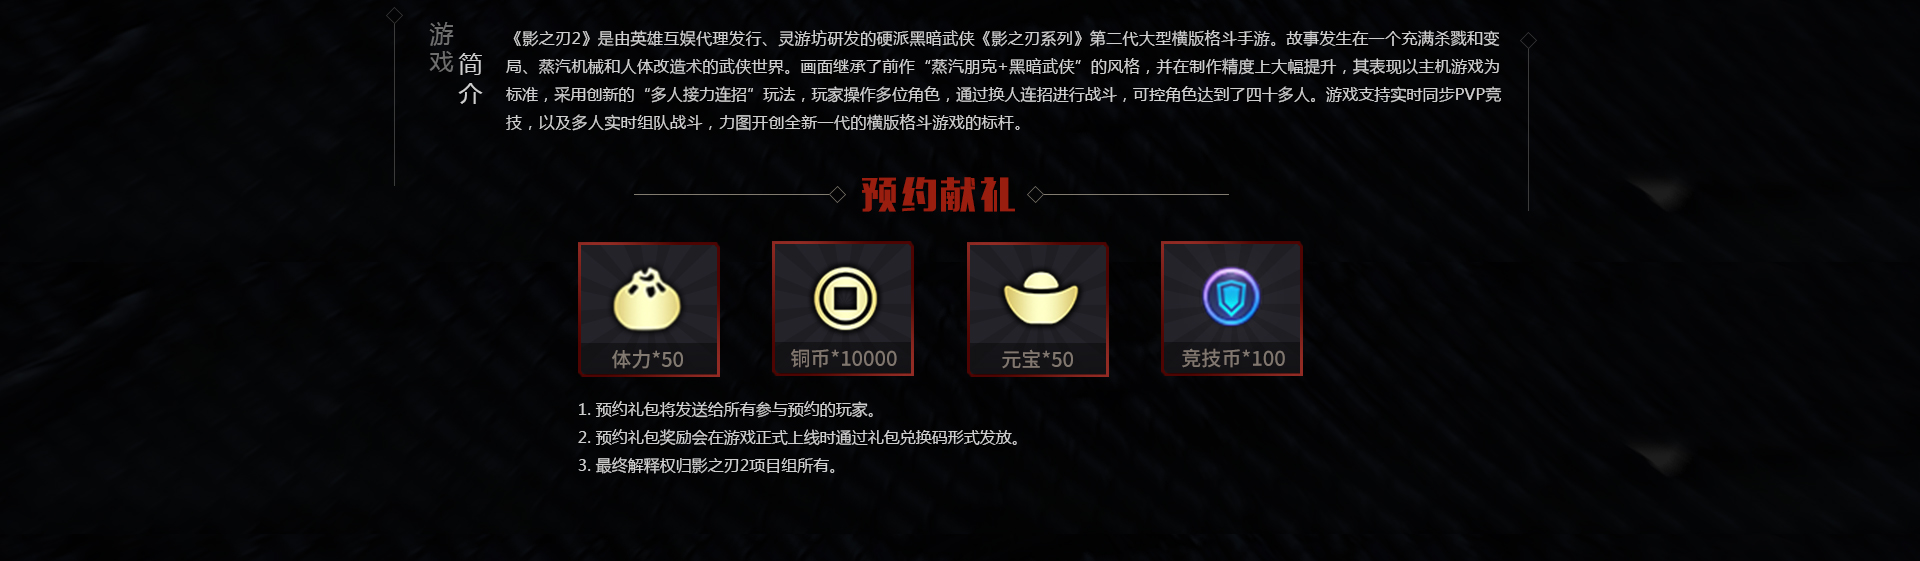 游戏
简介
《影之刃2》是由英雄互娱代理发行、灵游坊研发的硬派黑暗武侠《影之刃系列》第二代大型横版格斗手游。故事发生在一个充满杀戮和变
局、蒸汽机械和人体改造术的武侠世界。画面继承了前作“蒸汽朋克+黑暗武侠”的风格，并在制作精度上大幅提升，其表现以主机游戏为
标准，采用创新的“多人接力连招”玩法，玩家操作多位角色，通过换人连招进行战斗，可控角色达到了四十多人。游戏支持实时同步PVP竞
技，以及多人实时组队战斗，力图开创全新一代的横版格斗游戏的标杆。
预约献礼
体力*50
铜币*10000
元宝*50
竞技币*100
1. 预约礼包将发送给所有参与预约的玩家。
2. 预约礼包奖励会在游戏正式上线时通过礼包兑换码形式发放。
3. 最终解释权归影之刃2项目组所有。